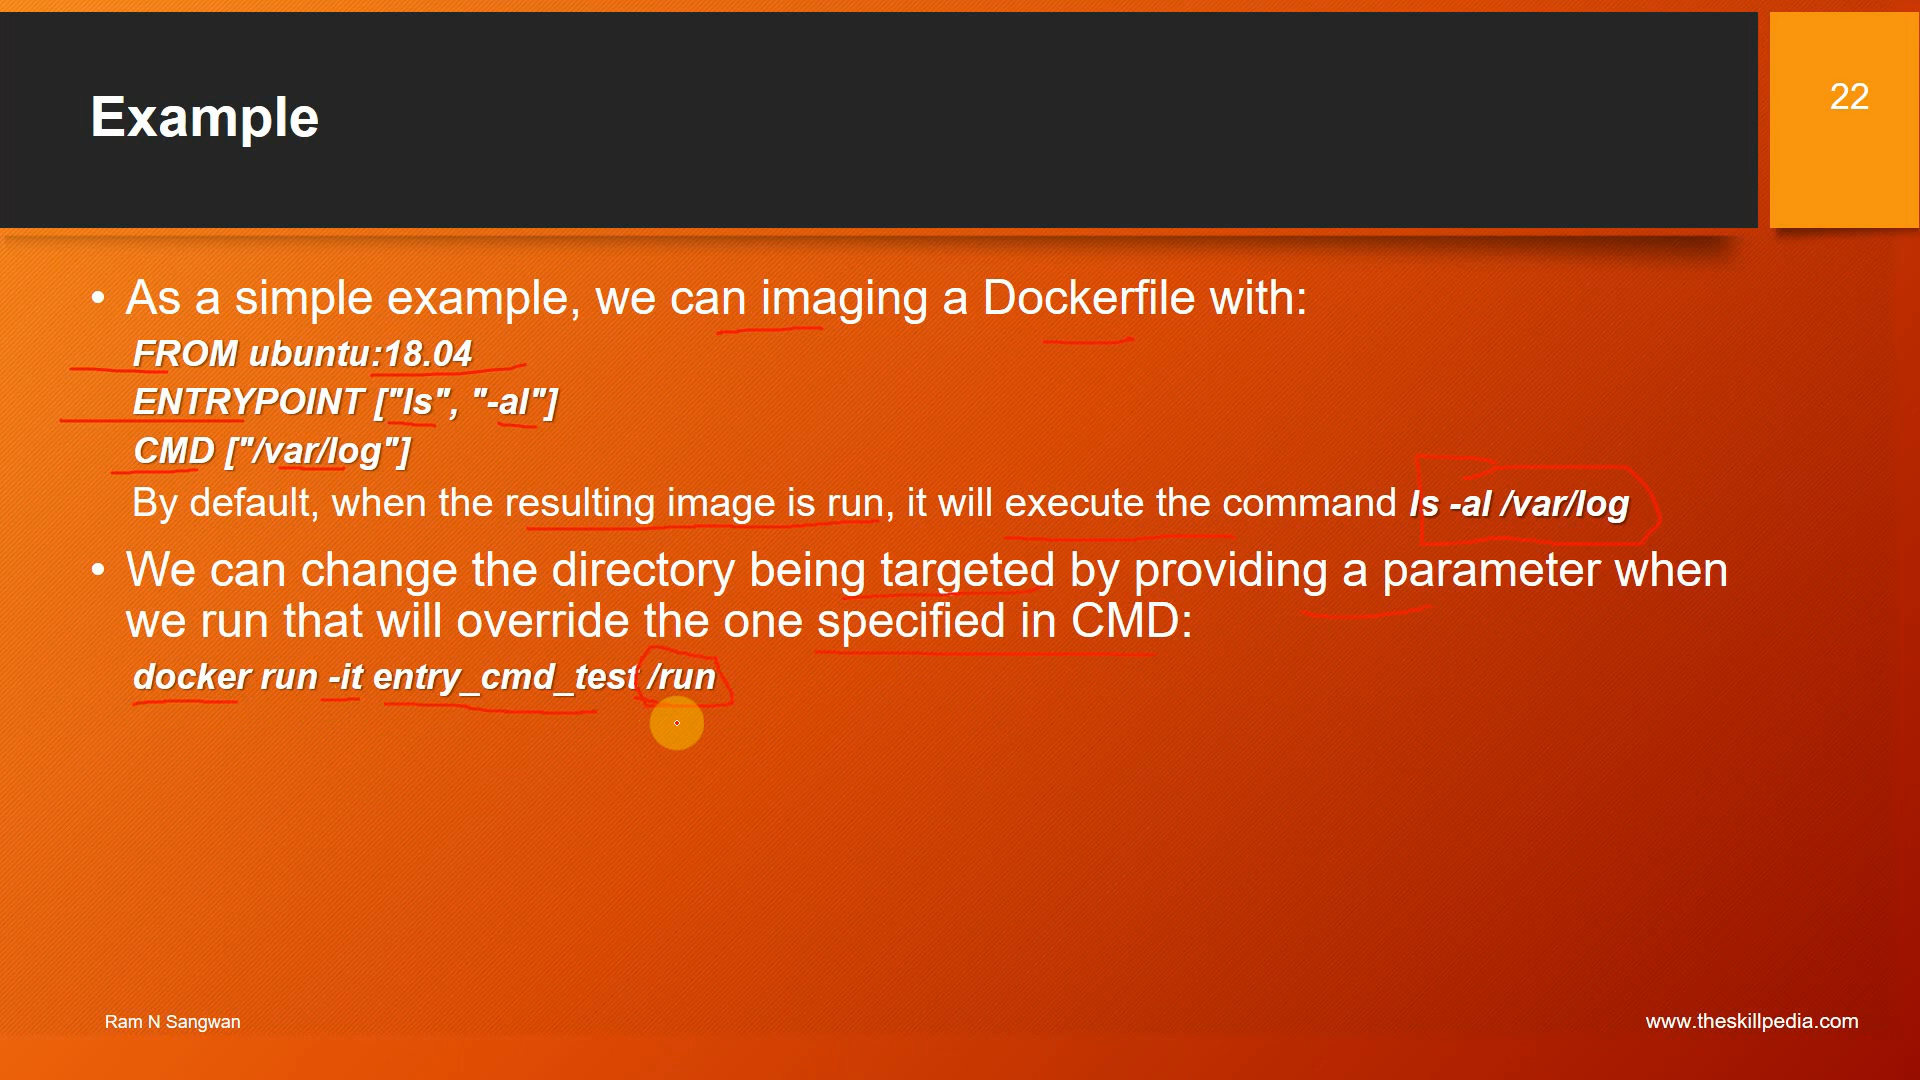 Example
22
• As a simple example, we can imaging a Dockerfile with:
FROM ubuntu:18.04
ENTRYPOINT ["ls", "-al"]
CMD ["/var/log"]
By default, when the resulting image is run, it will execute the command ls -al /var/log
• We can change the directory being targeted by providing a parameter when
we run that will override the one specified in CMD:
docker run -it entry_cmd_test /run
Ram N Sangwan
www.theskillpedia.com